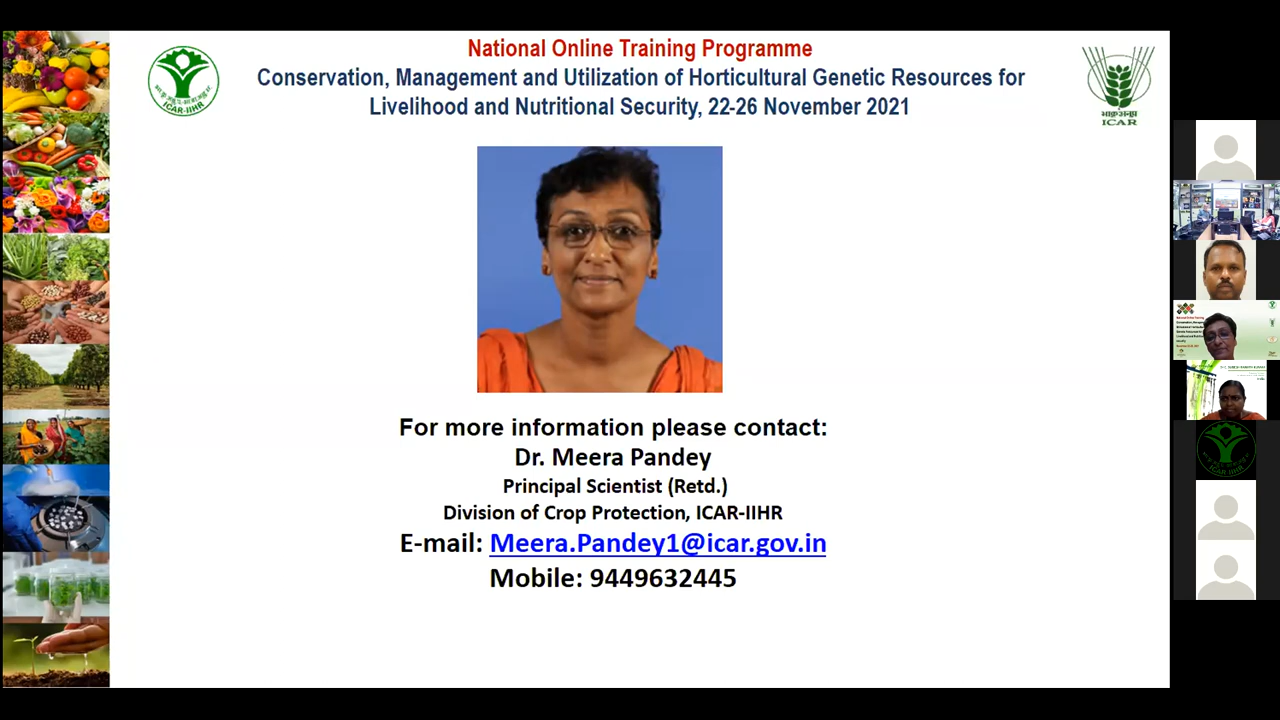 National Online Training Programme
Conservation, Management and Utilization of Horticultural Genetic Resources for
Livelihood and Nutritional Security, 22-26 November 2021
ICAR-IIHR
ICAR
For more information please contact:
Dr. Meera Pandey
Principal Scientist (Retd.)
Division of Crop Protection, ICAR-IIHR
E-mail: Meera.Pandey1@icar.gov.in
Mobile: 9449632445
ICAR-IIHR